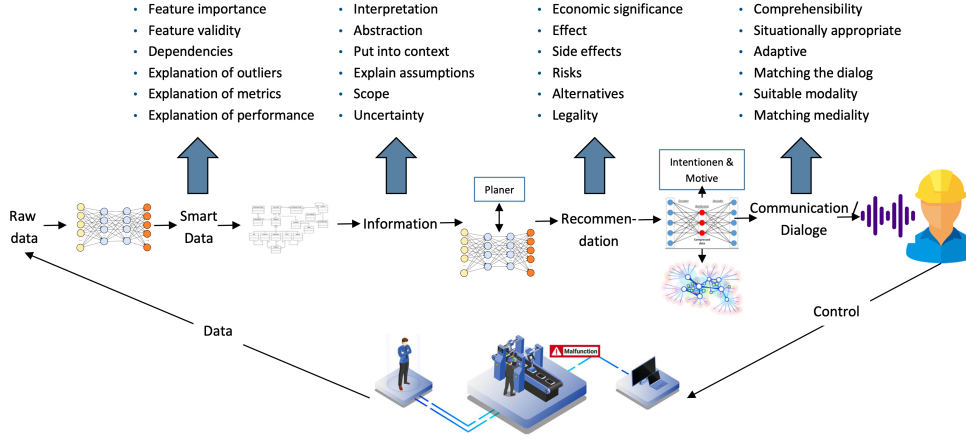 • Feature importance
• Feature validity
• Dependencies
• Explanation of outliers
• Explanation of metrics
• Explanation of performance
• Interpretation
• Abstraction
• Put into context
• Explain assumptions
• Scope
• Uncertainty
• Economic significance
• Effect
• Side effects
• Risks
• Alternatives
• Legality
• Comprehensibility
• Situationally appropriate
• Adaptive
• Matching the dialog
• Suitable modality
• Matching mediality
Raw
data
Smart
Data
Information
Planer
Recommen-
dation
Intentionen &
Motive
Communication/
Dialoge
Data
Control
Malfunction